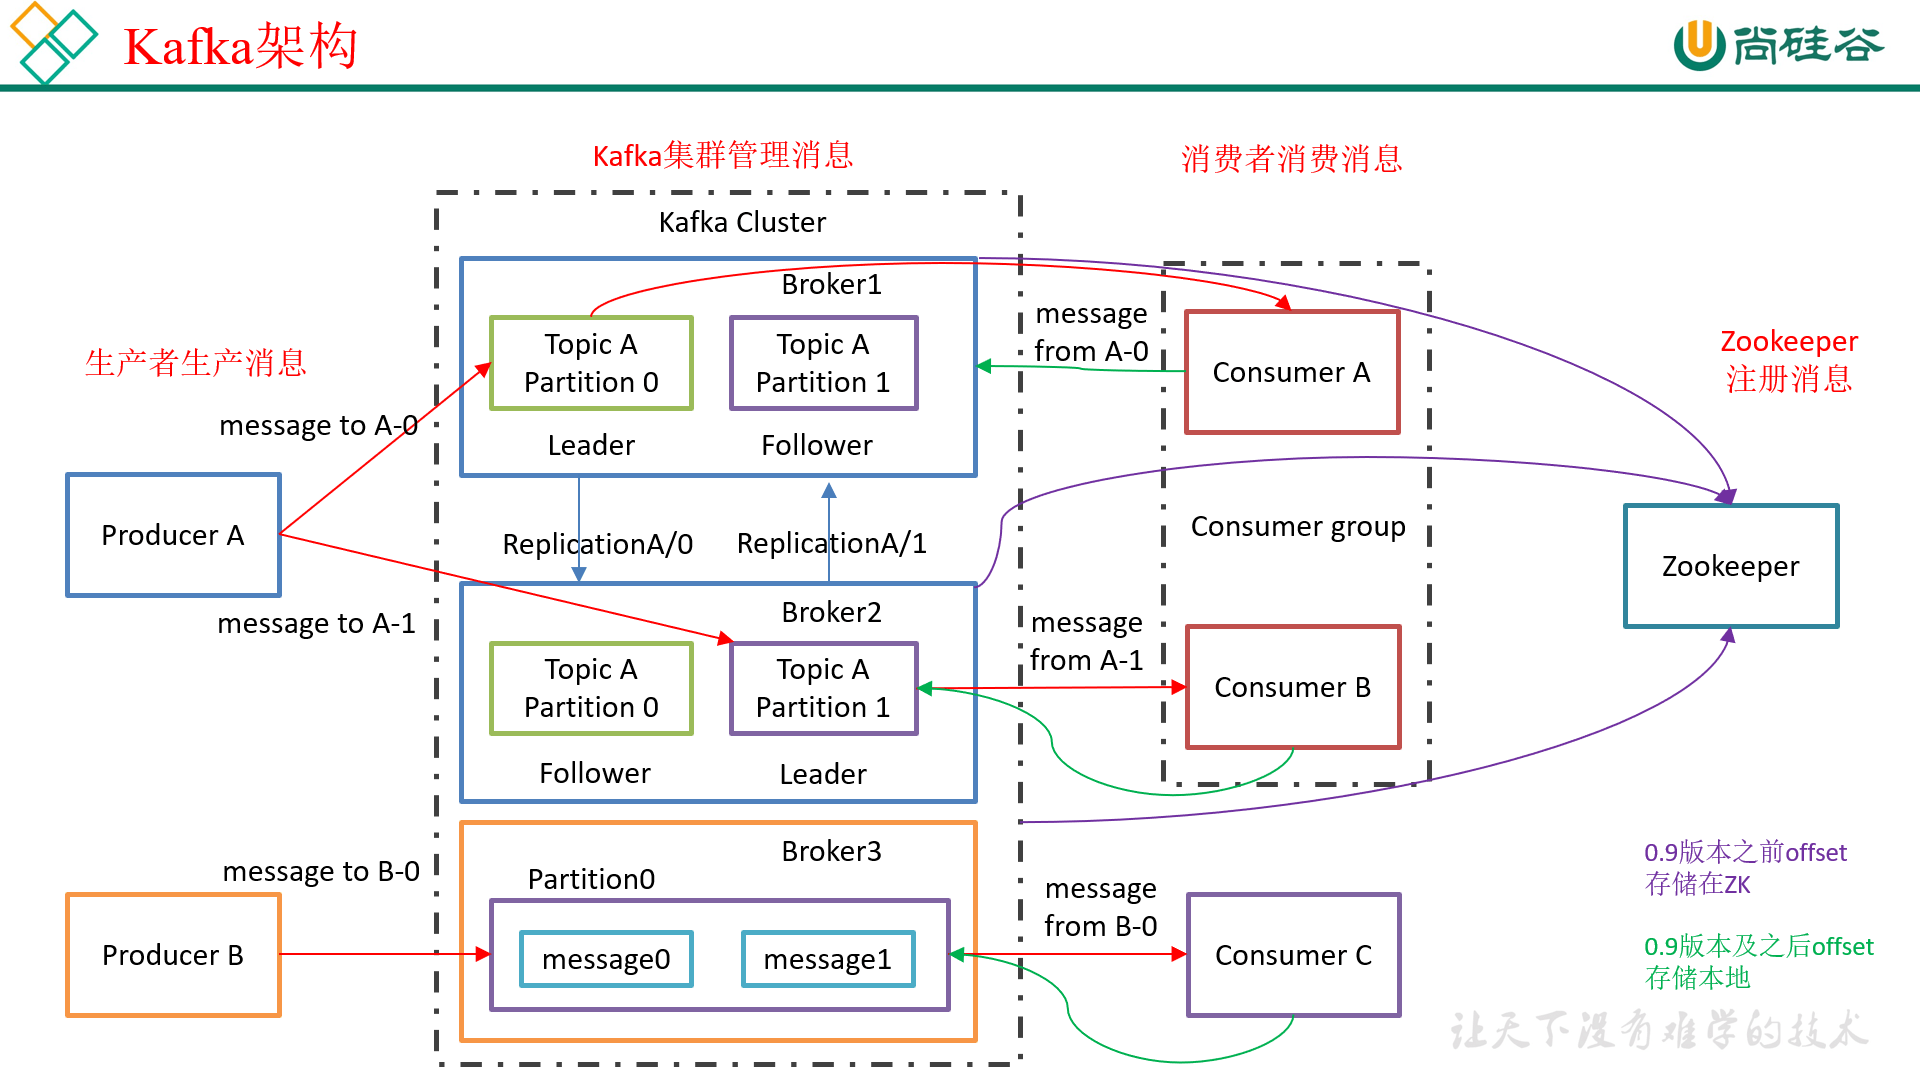 Kafka架构
尚硅谷
Kafka集群管理消息
消费者消费消息
Kafka Cluster
Broker1
Topic A
Partition 0
Topic A
Partition 1
Leader
Follower
生产者生产消息
message to A-0
Producer A
message to A-1
ReplicationA/0
ReplicationA/1
message
from A-0
Consumer A
Consumer group
Zookeeper
注册消息
Zookeeper
Broker2
Topic A
Partition 0
Topic A
Partition 1
Follower
Leader
message
from A-1
Consumer B
message to B-0
Producer B
Broker3
Partition0
message0
message1
message
from B-0
Consumer C
0.9版本之前offset
存储在ZK
0.9版本及之后offset
存储本地
让天下没有难学的技术